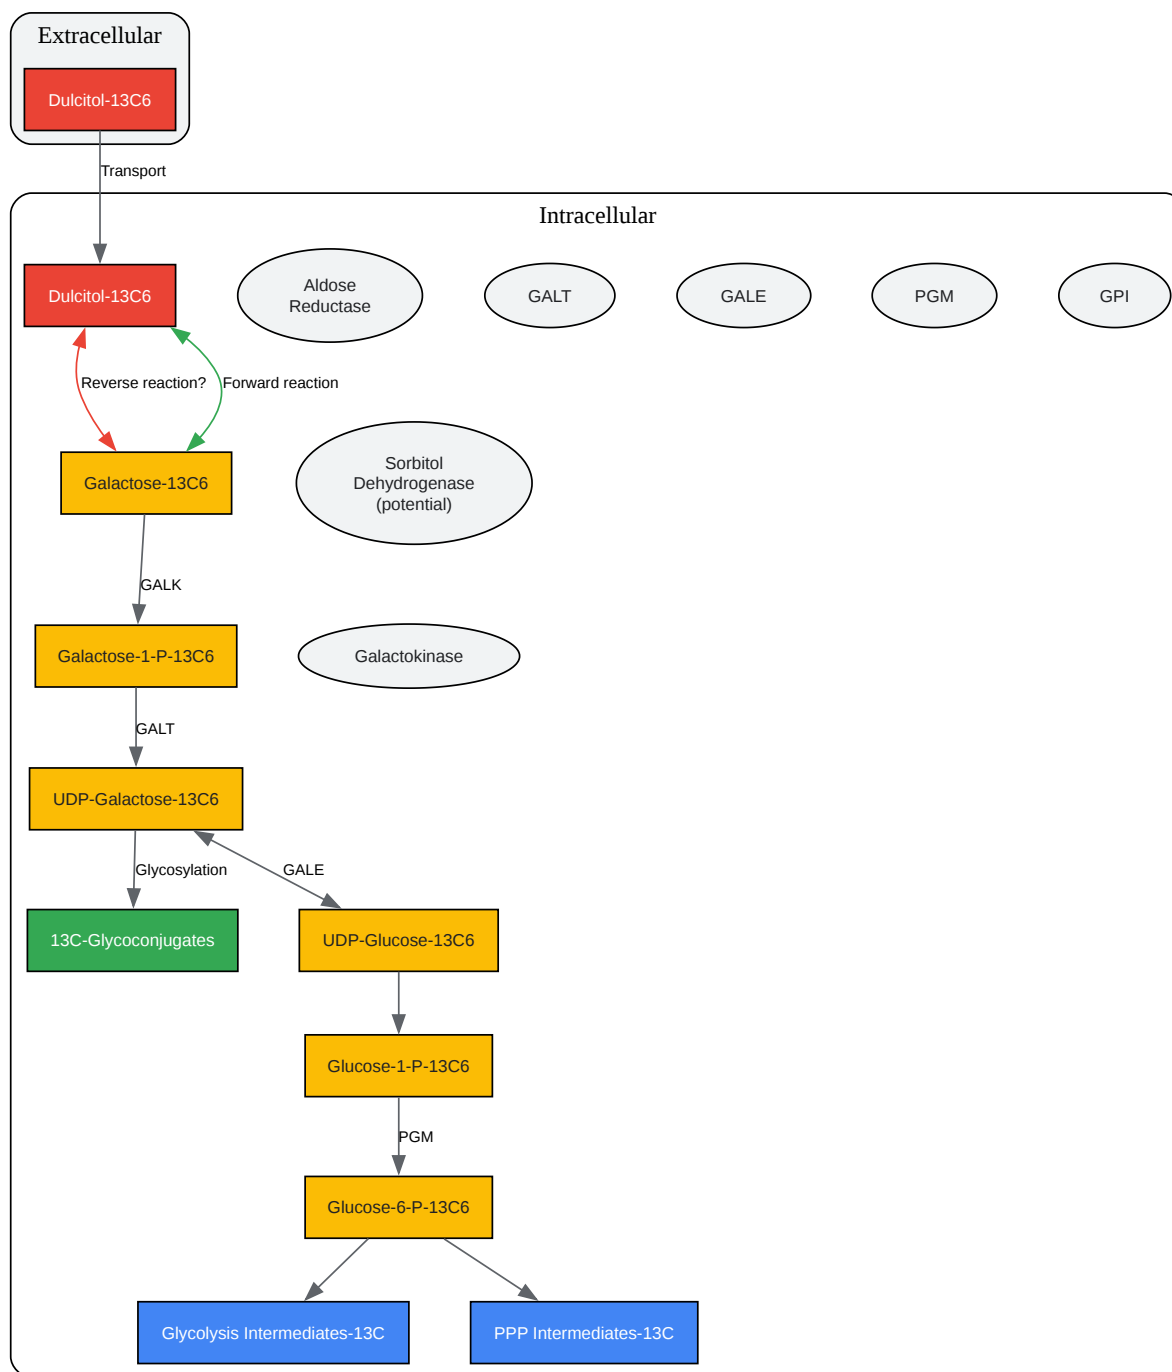 Extracellular
Dulcitol-13C6
Transport
Intracellular
Dulcitol-13C6
Aldose
Reductase
GALT
GALE
PGM
GPI
Reverse reaction?
Forward reaction
Galactose-13C6
Sorbitol
Dehydrogenase
(potential)
GALK
Galactose-1-P-13C6
Galactokinase
GALT
UDP-Galactose-13C6
Glycosylation
GALE
13C-Glycoconjugates
UDP-Glucose-13C6
Glucose-1-P-13C6
PGM
Glucose-6-P-13C6
Glycolysis Intermediates-13C
PPP Intermediates-13C